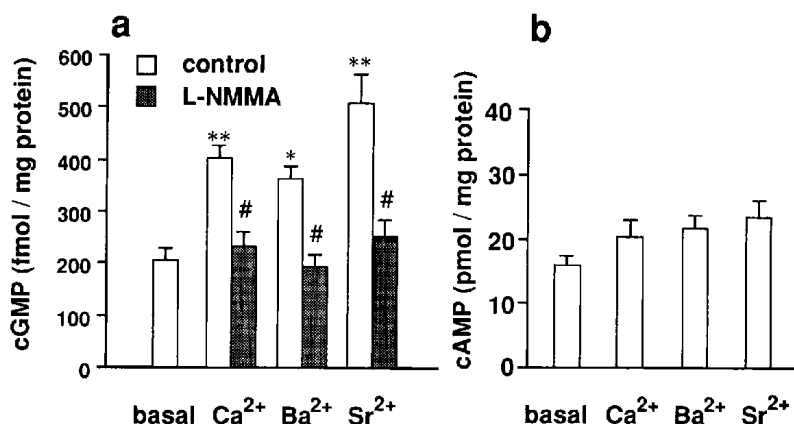 a
cGMP (fmol / mg protein)
600
500
400
300
200
100
0
control
L-NMMA
**
#
*
#
**
#
basal Ca²⁺ Ba²⁺ Sr²⁺
b
cAMP (pmol / mg protein)
40
30
20
10
0
basal Ca²⁺ Ba²⁺ Sr²⁺